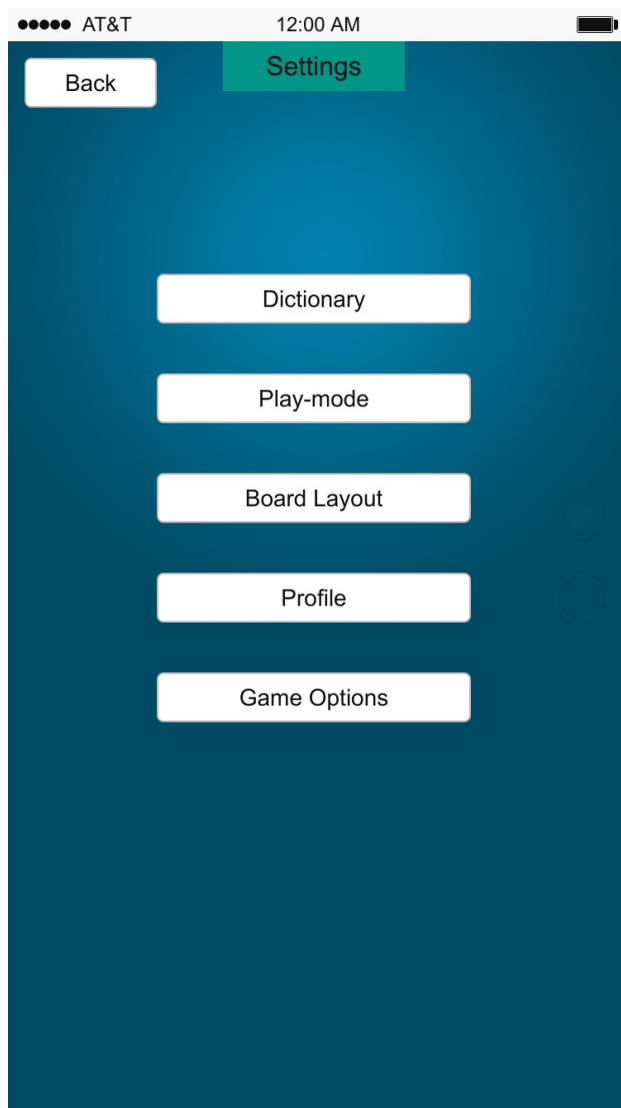 AT&T
12:00 AM
Settings
Back
Dictionary
Play-mode
Board Layout
Profile
Game Options